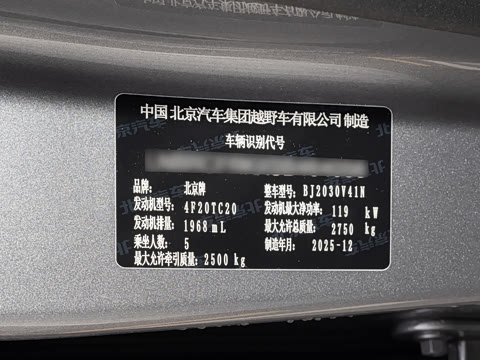 中国 北京汽车集团越野车有限公司 制造
车辆识别代号
品牌: 北京牌 整车型号: BJ2030V41N
发动机型号: 4F20TC20 发动机最大净功率: 119 kW
发动机排量: 1968 mL 最大允许总质量: 2750 kg
乘坐人数: 5 制造年月: 2025-12
最大允许牵引质量: 2500 kg